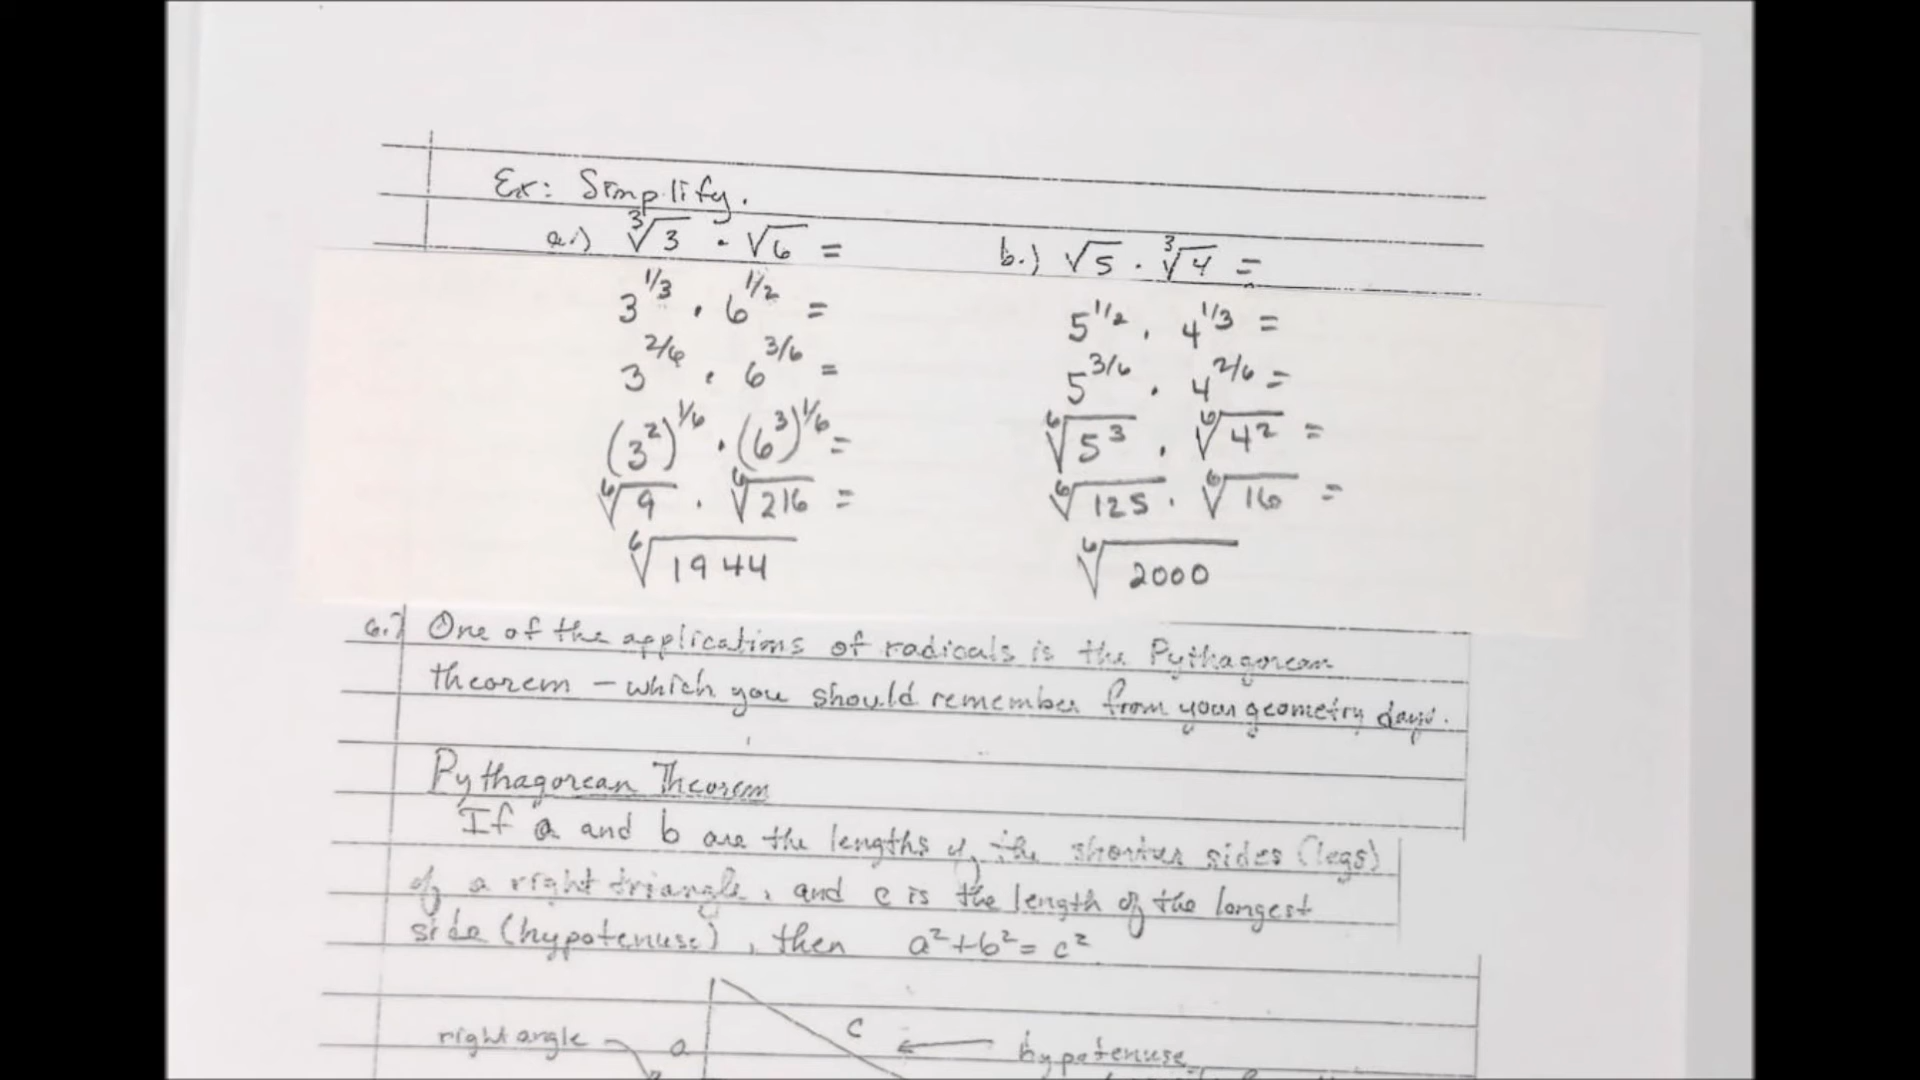 Ex: Simplify.
a.) ∛3 · √6 =
3^1/3 · 6^1/2 =
3^2/6 · 6^3/6 =
(3²)^1/6 · (6³)^1/6 =
⁶√9 · ⁶√216 =
⁶√1944
b.) √5 · ∛4 =
5^1/2 · 4^1/3 =
5^3/6 · 4^2/6 =
⁶√5³ · ⁶√4² =
⁶√125 · ⁶√16 =
⁶√2000
6.7 One of the applications of radicals is the Pythagorean
theorem – which you should remember from your geometry days.
Pythagorean Theorem
If a and b are the lengths of the shorter sides (legs)
of a right triangle, and c is the length of the longest
side (hypotenuse), then a² + b² = c²
right angle
a
c
hypotenuse